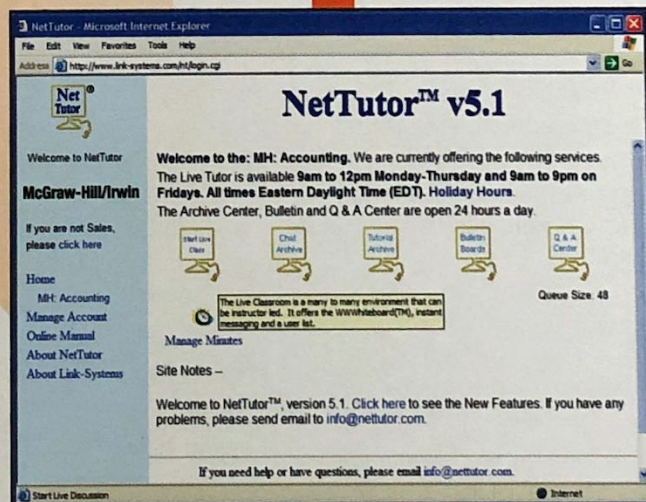 NetTutor - Microsoft Internet Explorer
File Edit View Favorites Tools Help
Address http://www.link-systems.com/nt/login.cgi Go
Net Tutor ®
NetTutor™ v5.1
Welcome to NetTutor
McGraw-Hill/Irwin
If you are not Sales,
please click here
Home
MH: Accounting
Manage Account
Online Manual
About NetTutor
About Link-Systems
Welcome to the: MH: Accounting. We are currently offering the following services.
The Live Tutor is available 9am to 12pm Monday-Thursday and 9am to 9pm on
Fridays. All times Eastern Daylight Time (EDT). Holiday Hours.
The Archive Center, Bulletin and Q & A Center are open 24 hours a day.
Start Live Class
Chat Archive
Tutorial Archive
Bulletin Boards
Q & A Center
Queue Size: 48
The Live Classroom is a many to many environment that can
be instructor led. It offers the WWWhiteboard(TM), instant
messaging and a user list.
Manage Minutes
Site Notes –
Welcome to NetTutor™, version 5.1. Click here to see the New Features. If you have any
problems, please send email to info@nettutor.com.
If you need help or have questions, please email info@nettutor.com.
Start Live Discussion
Internet